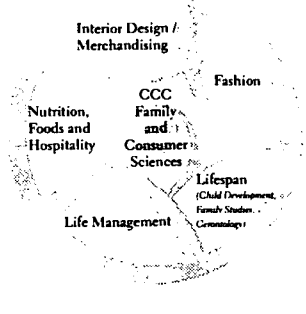 Interior Design /
Merchandising
Fashion
CCC
Family
and
Consumer
Sciences
Nutrition,
Foods and
Hospitality
Lifespan
(Child Development,
Family Studies,
Gerontology)
Life Management